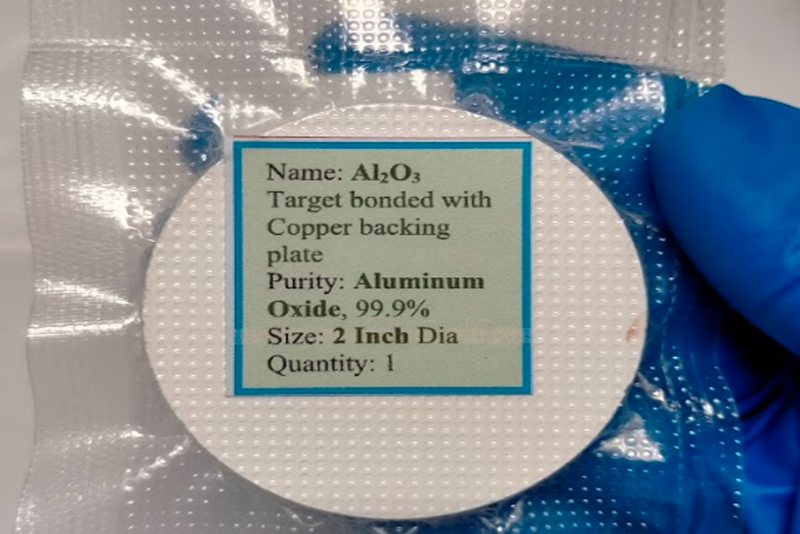 Name: Al₂O₃
Target bonded with
Copper backing
plate
Purity: Aluminum
Oxide, 99.9%
Size: 2 Inch Dia
Quantity: 1